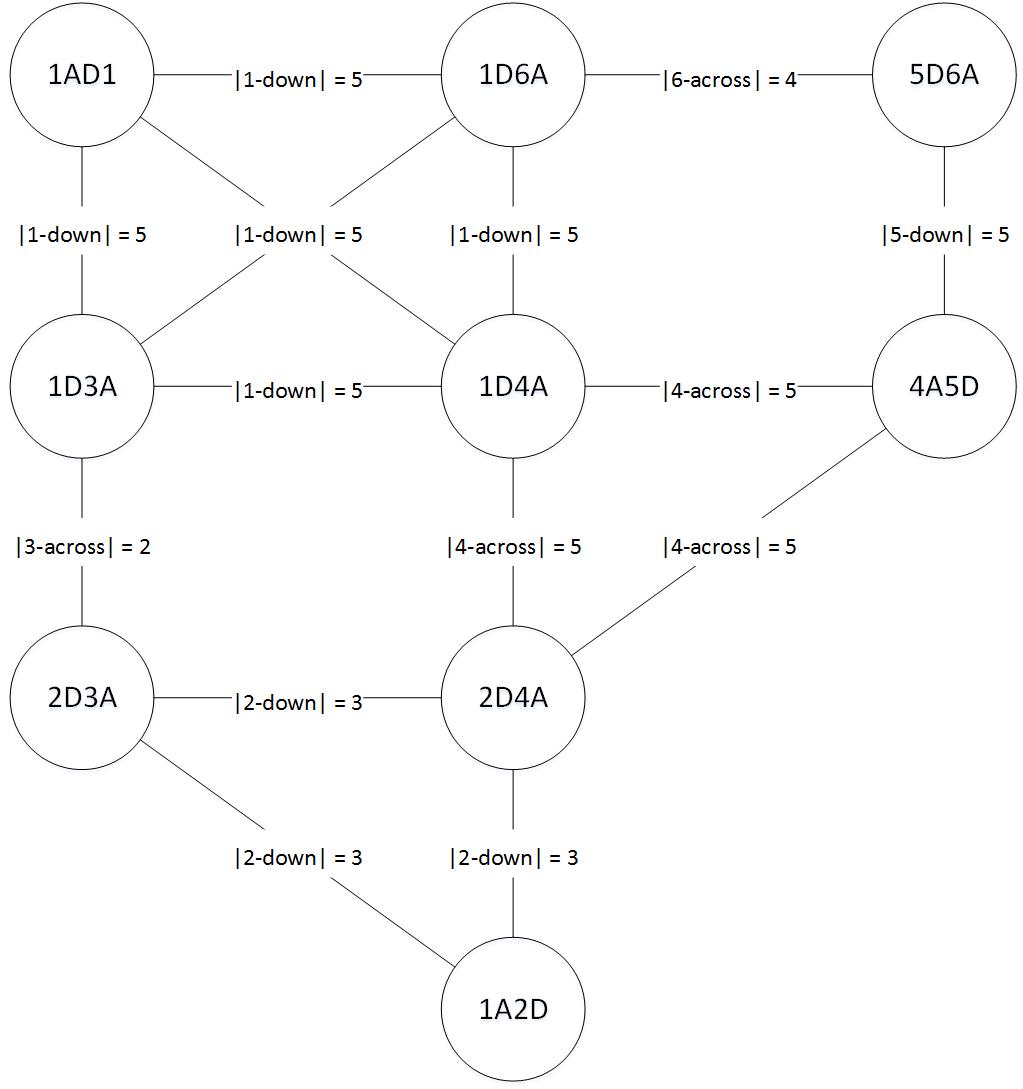 1AD1
|1-down| = 5
1D6A
|6-across| = 4
5D6A
|1-down| = 5
|1-down| = 5
|1-down| = 5
|5-down| = 5
1D3A
|1-down| = 5
1D4A
|4-across| = 5
4A5D
|3-across| = 2
|4-across| = 5
|4-across| = 5
2D3A
|2-down| = 3
2D4A
|2-down| = 3
|2-down| = 3
1A2D